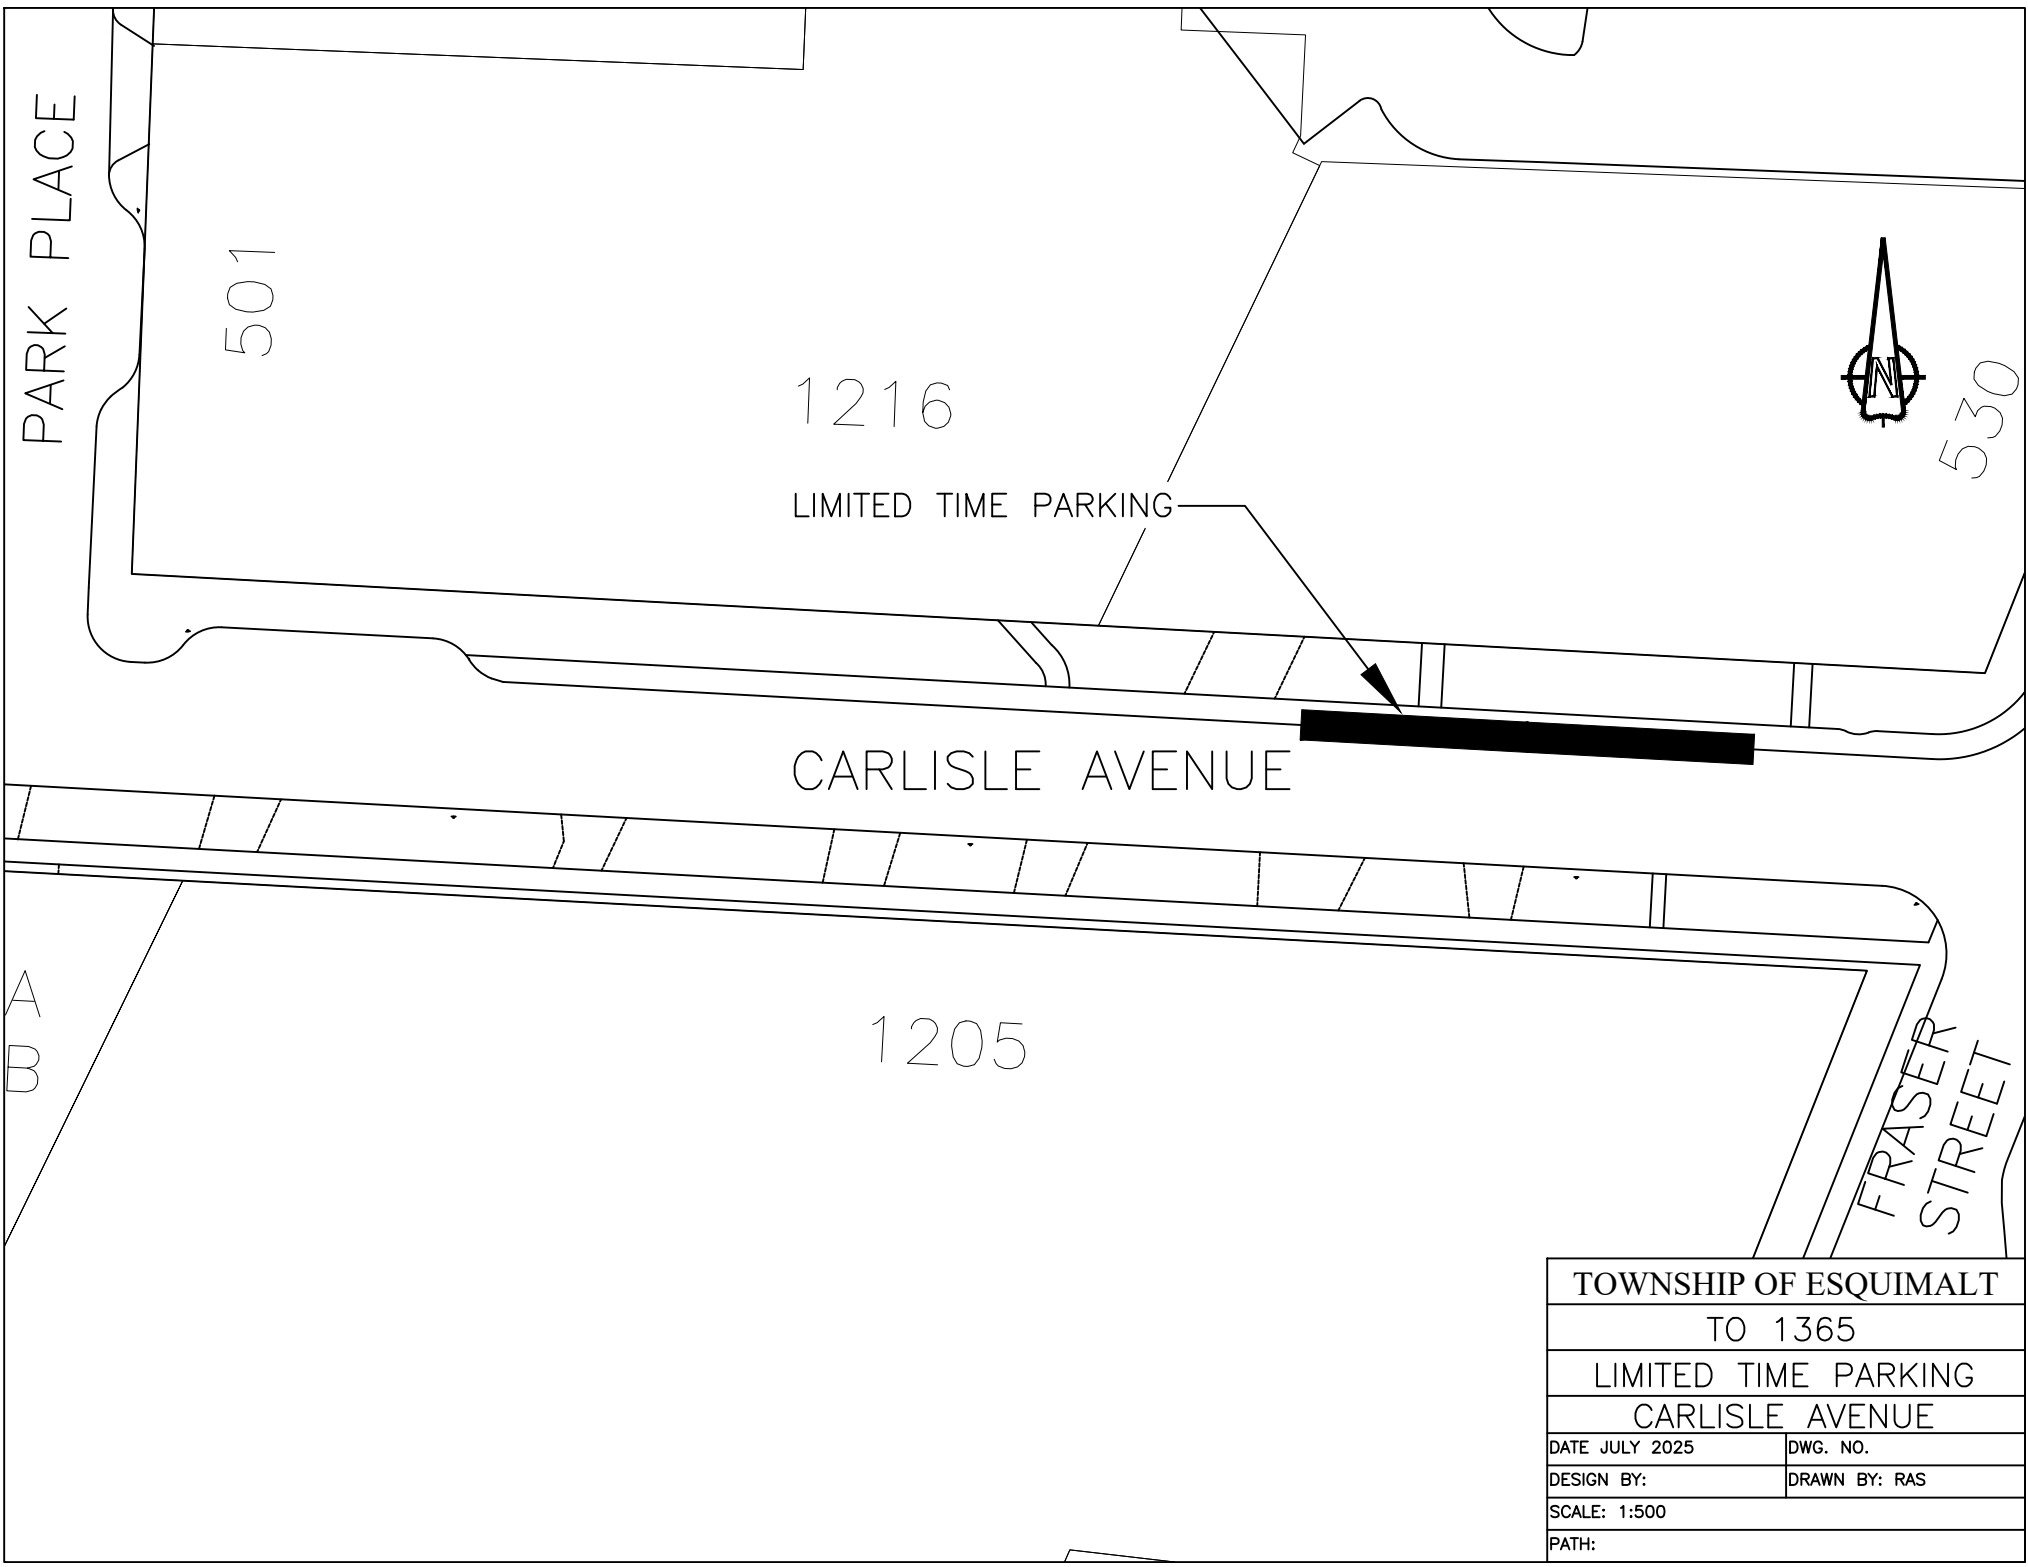 PARK PLACE
501
1216
530
N
LIMITED TIME PARKING
CARLISLE AVENUE
A
B
1205
FRASER
STREET
TOWNSHIP OF ESQUIMALT
TO 1365
LIMITED TIME PARKING
CARLISLE AVENUE
DATE JULY 2025
DWG. NO.
DESIGN BY:
DRAWN BY: RAS
SCALE: 1:500
PATH: